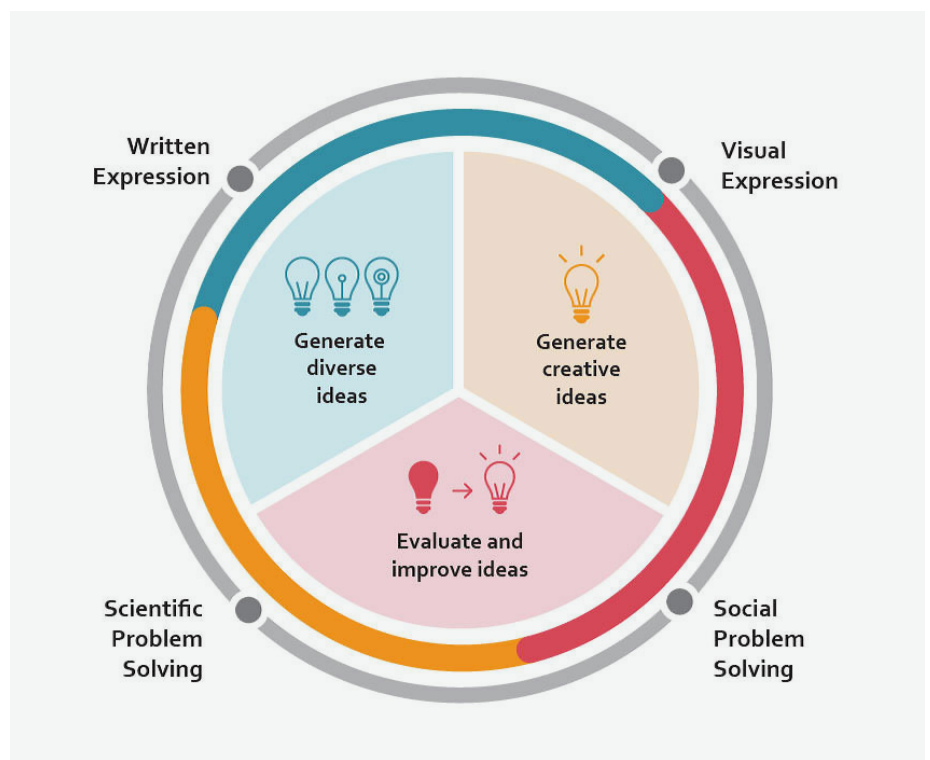 Written
Expression
Visual
Expression
Generate
diverse
ideas
Generate
creative
ideas
Evaluate and
improve ideas
Scientific
Problem
Solving
Social
Problem
Solving